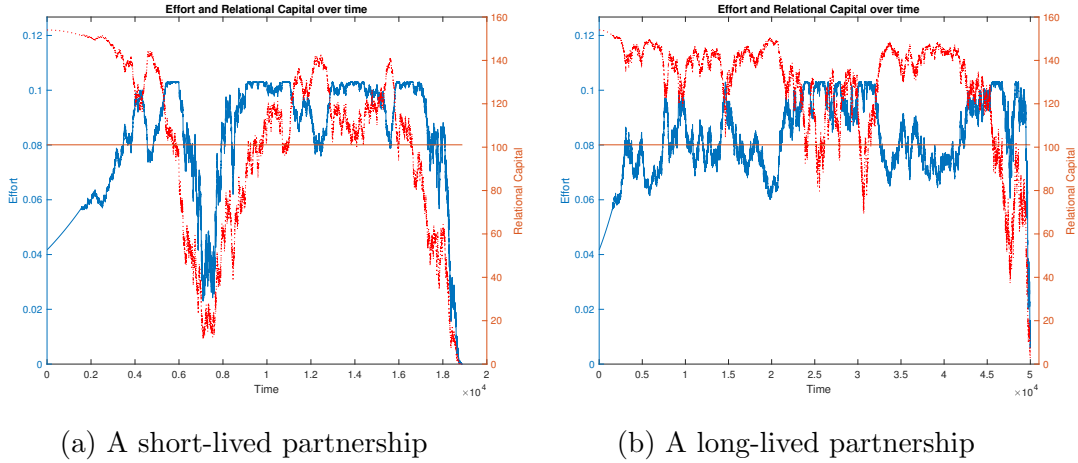 Effort and Relational Capital over time
0.12
0.1
0.08
0.06
0.04
0.02
0
Effort
160
140
120
100
80
60
40
20
0
Relational Capital
0 0.2 0.4 0.6 0.8 1 1.2 1.4 1.6 1.8 2
Time
×10⁴
(a) A short-lived partnership
Effort and Relational Capital over time
0.12
0.1
0.08
0.06
0.04
0.02
0
Effort
160
140
120
100
80
60
40
20
0
Relational Capital
0 0.5 1 1.5 2 2.5 3 3.5 4 4.5 5
Time
×10⁴
(b) A long-lived partnership